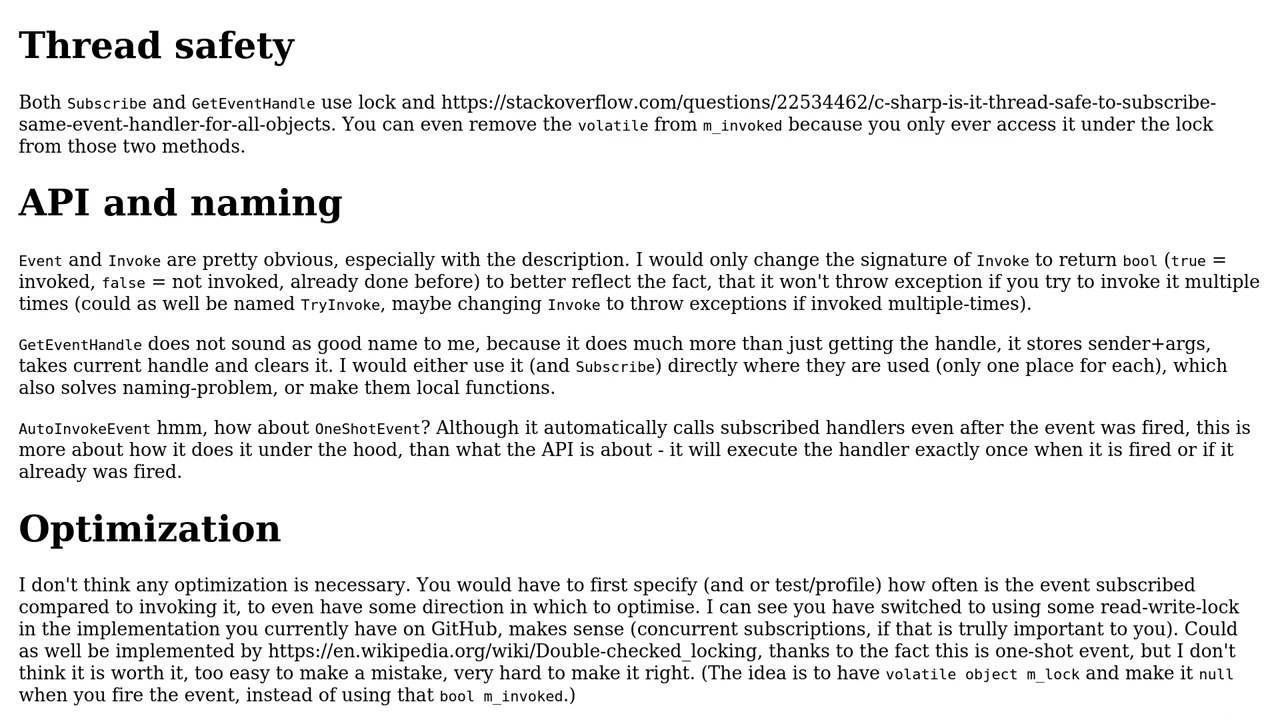 Thread safety
Both Subscribe and GetEventHandle use lock and https://stackoverflow.com/questions/22534462/c-sharp-is-it-thread-safe-to-subscribe-
same-event-handler-for-all-objects. You can even remove the volatile from m_invoked because you only ever access it under the lock
from those two methods.
API and naming
Event and Invoke are pretty obvious, especially with the description. I would only change the signature of Invoke to return bool (true =
invoked, false = not invoked, already done before) to better reflect the fact, that it won't throw exception if you try to invoke it multiple
times (could as well be named TryInvoke, maybe changing Invoke to throw exceptions if invoked multiple-times).
GetEventHandle does not sound as good name to me, because it does much more than just getting the handle, it stores sender+args,
takes current handle and clears it. I would either use it (and Subscribe) directly where they are used (only one place for each), which
also solves naming-problem, or make them local functions.
AutoInvokeEvent hmm, how about OneShotEvent? Although it automatically calls subscribed handlers even after the event was fired, this is
more about how it does it under the hood, than what the API is about - it will execute the handler exactly once when it is fired or if it
already was fired.
Optimization
I don't think any optimization is necessary. You would have to first specify (and or test/profile) how often is the event subscribed
compared to invoking it, to even have some direction in which to optimise. I can see you have switched to using some read-write-lock
in the implementation you currently have on GitHub, makes sense (concurrent subscriptions, if that is trully important to you). Could
as well be implemented by https://en.wikipedia.org/wiki/Double-checked_locking, thanks to the fact this is one-shot event, but I don't
think it is worth it, too easy to make a mistake, very hard to make it right. (The idea is to have volatile object m_lock and make it null
when you fire the event, instead of using that bool m_invoked.)